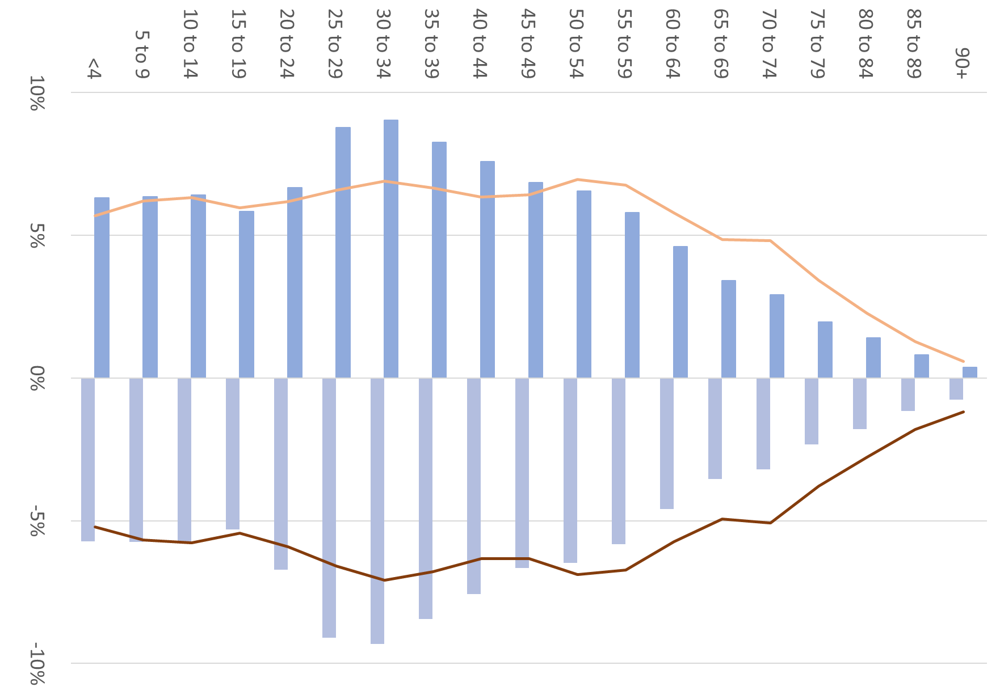 <4
5 to 9
10 to 14
15 to 19
20 to 24
25 to 29
30 to 34
35 to 39
40 to 44
45 to 49
50 to 54
55 to 59
60 to 64
65 to 69
70 to 74
75 to 79
80 to 84
85 to 89
90+
10%
5%
0%
-5%
-10%